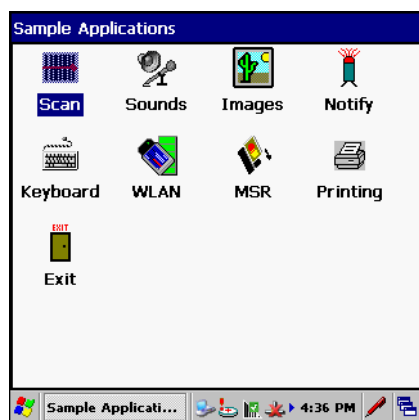 Sample Applications
Scan Sounds Images Notify
Keyboard WLAN MSR Printing
EXIT
Exit
Sample Applicati... 4:36 PM